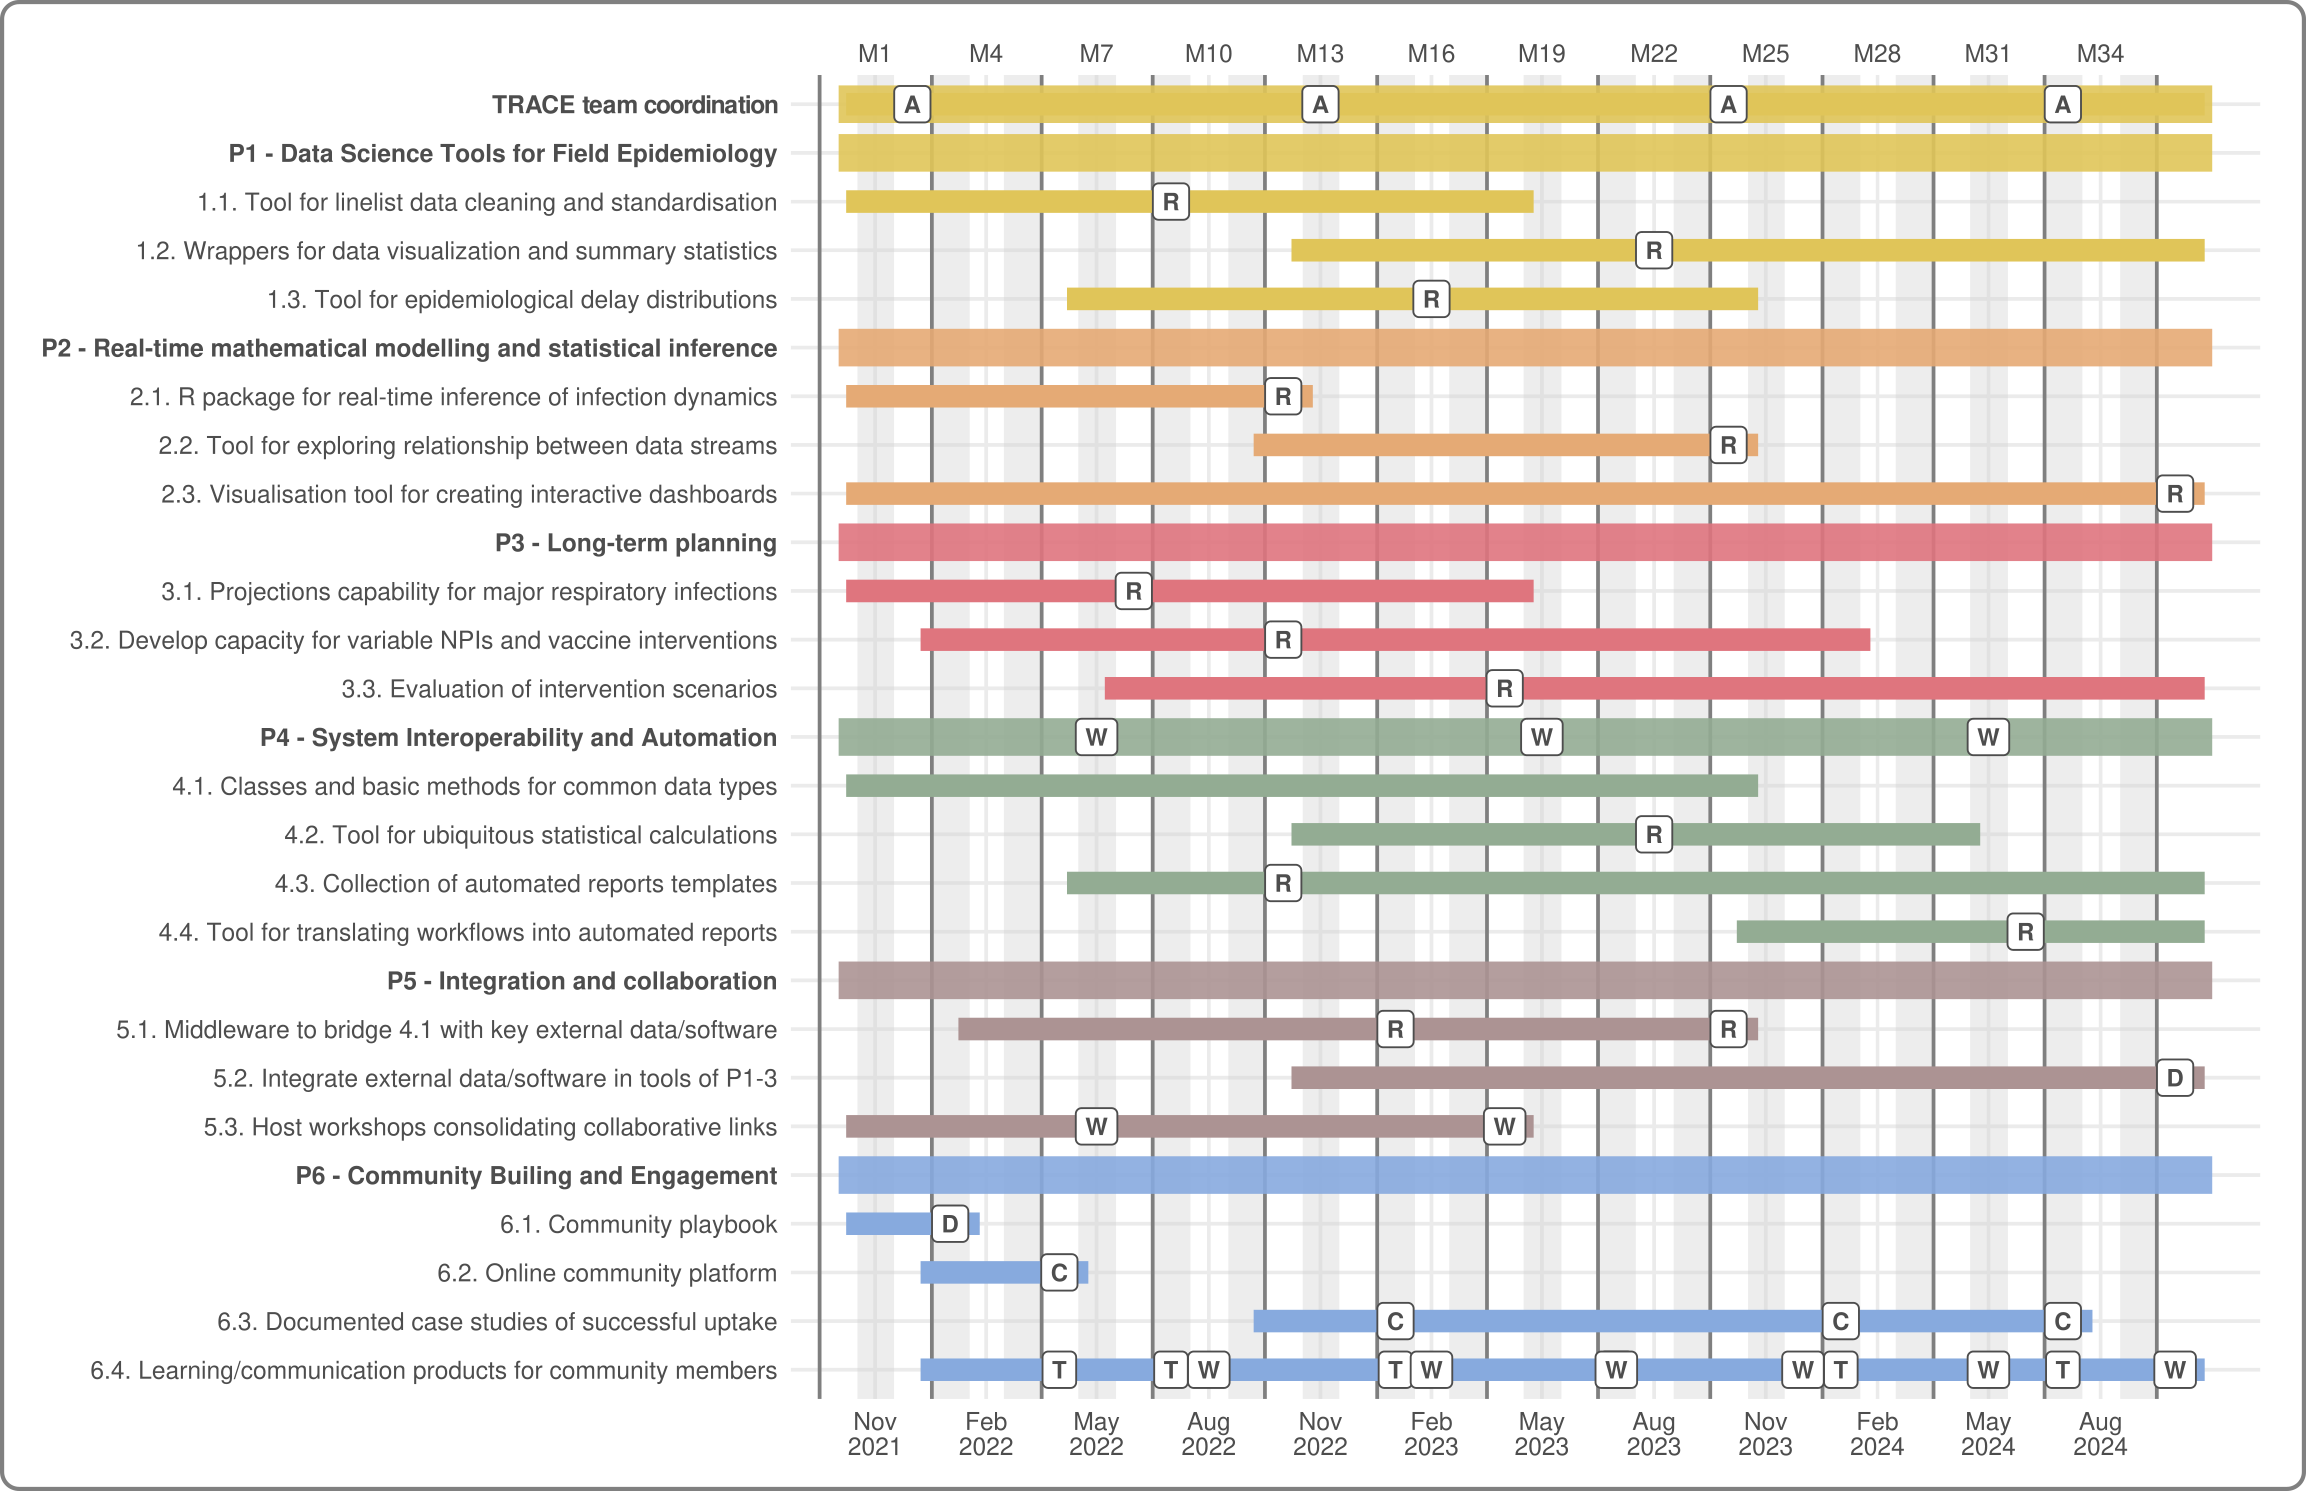 M1 M4 M7 M10 M13 M16 M19 M22 M25 M28 M31 M34
TRACE team coordination A A A A
P1 - Data Science Tools for Field Epidemiology
1.1. Tool for linelist data cleaning and standardisation R
1.2. Wrappers for data visualization and summary statistics R
1.3. Tool for epidemiological delay distributions R
P2 - Real-time mathematical modelling and statistical inference
2.1. R package for real-time inference of infection dynamics R
2.2. Tool for exploring relationship between data streams R
2.3. Visualisation tool for creating interactive dashboards R
P3 - Long-term planning
3.1. Projections capability for major respiratory infections R
3.2. Develop capacity for variable NPIs and vaccine interventions R
3.3. Evaluation of intervention scenarios R
P4 - System Interoperability and Automation W W W
4.1. Classes and basic methods for common data types
4.2. Tool for ubiquitous statistical calculations R
4.3. Collection of automated reports templates R
4.4. Tool for translating workflows into automated reports R
P5 - Integration and collaboration
5.1. Middleware to bridge 4.1 with key external data/software R R
5.2. Integrate external data/software in tools of P1-3 D
5.3. Host workshops consolidating collaborative links W W
P6 - Community Builing and Engagement
6.1. Community playbook D
6.2. Online community platform C
6.3. Documented case studies of successful uptake C C C
6.4. Learning/communication products for community members T T W T W W W T W T W
Nov Feb May Aug Nov Feb May Aug Nov Feb May Aug
2021 2022 2022 2022 2022 2023 2023 2023 2023 2024 2024 2024